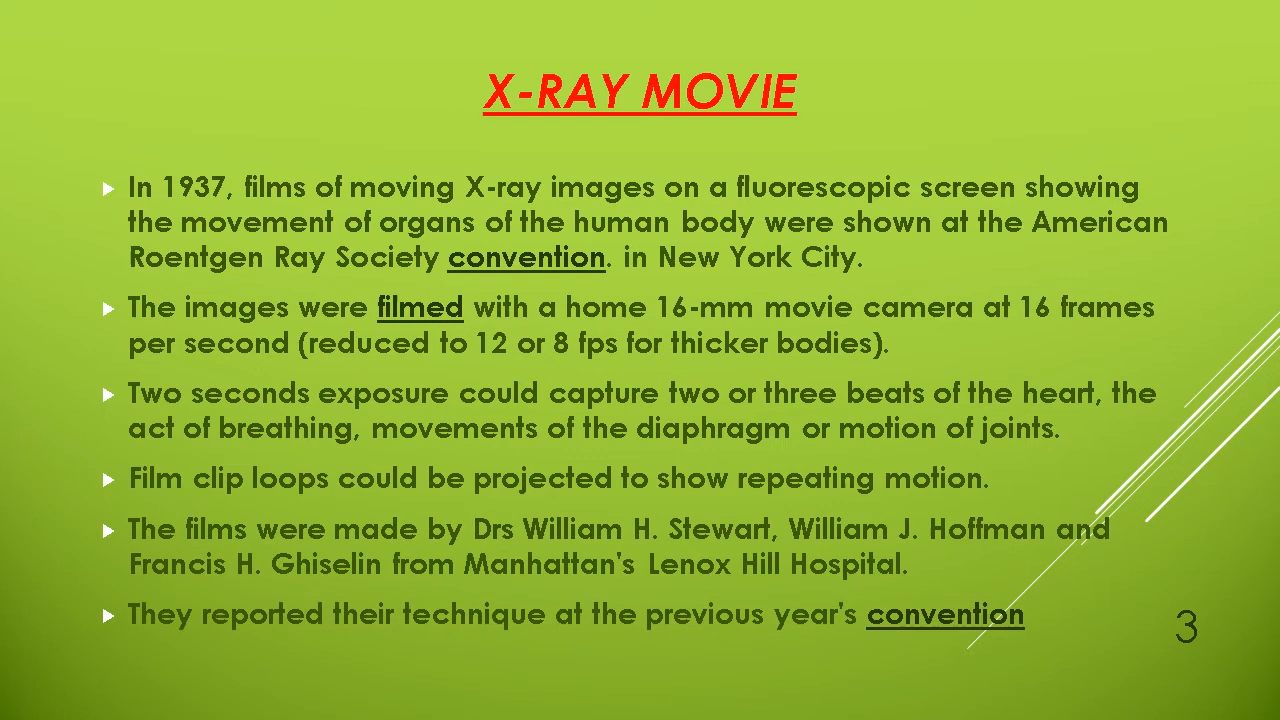 X-RAY MOVIE
In 1937, films of moving X-ray images on a fluorescopic screen showing
the movement of organs of the human body were shown at the American
Roentgen Ray Society convention. in New York City.
The images were filmed with a home 16-mm movie camera at 16 frames
per second (reduced to 12 or 8 fps for thicker bodies).
Two seconds exposure could capture two or three beats of the heart, the
act of breathing, movements of the diaphragm or motion of joints.
Film clip loops could be projected to show repeating motion.
The films were made by Drs William H. Stewart, William J. Hoffman and
Francis H. Ghiselin from Manhattan's Lenox Hill Hospital.
They reported their technique at the previous year's convention
3